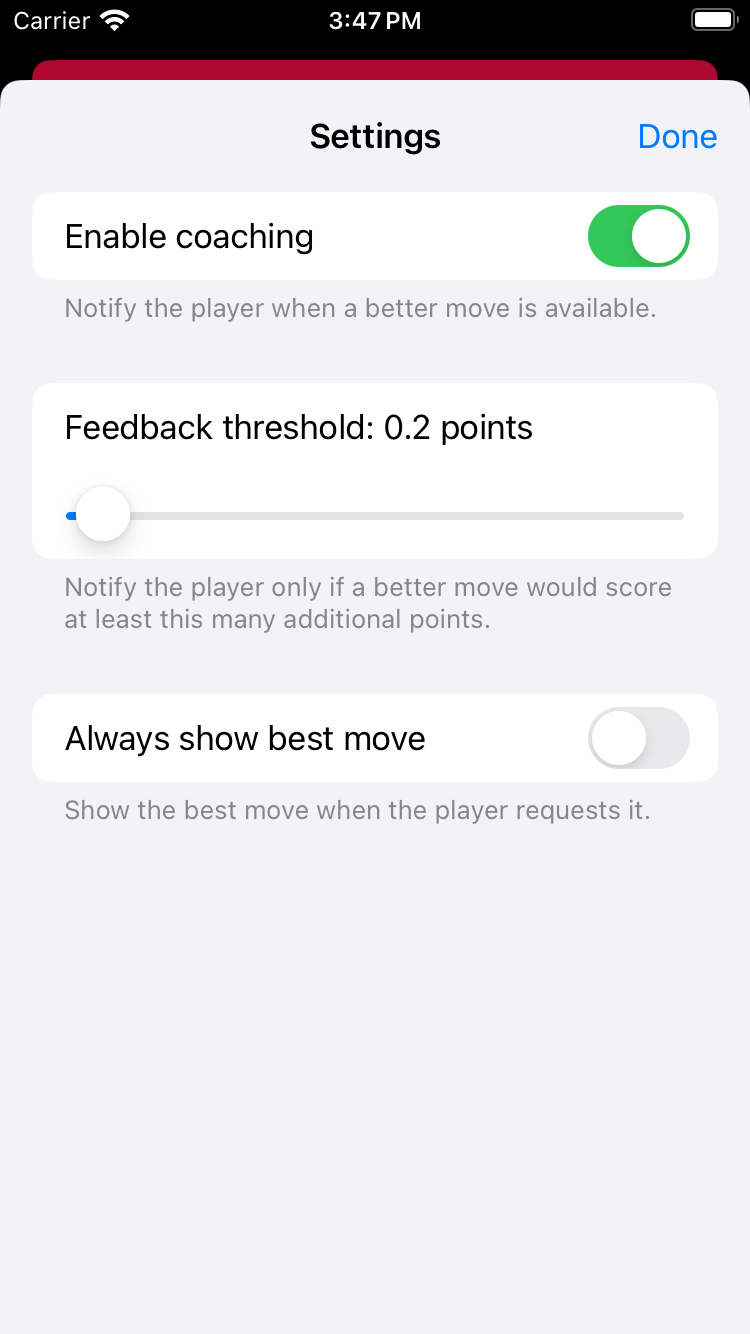 Carrier 3:47 PM
Settings Done
Enable coaching
Notify the player when a better move is available.
Feedback threshold: 0.2 points
Notify the player only if a better move would score
at least this many additional points.
Always show best move
Show the best move when the player requests it.